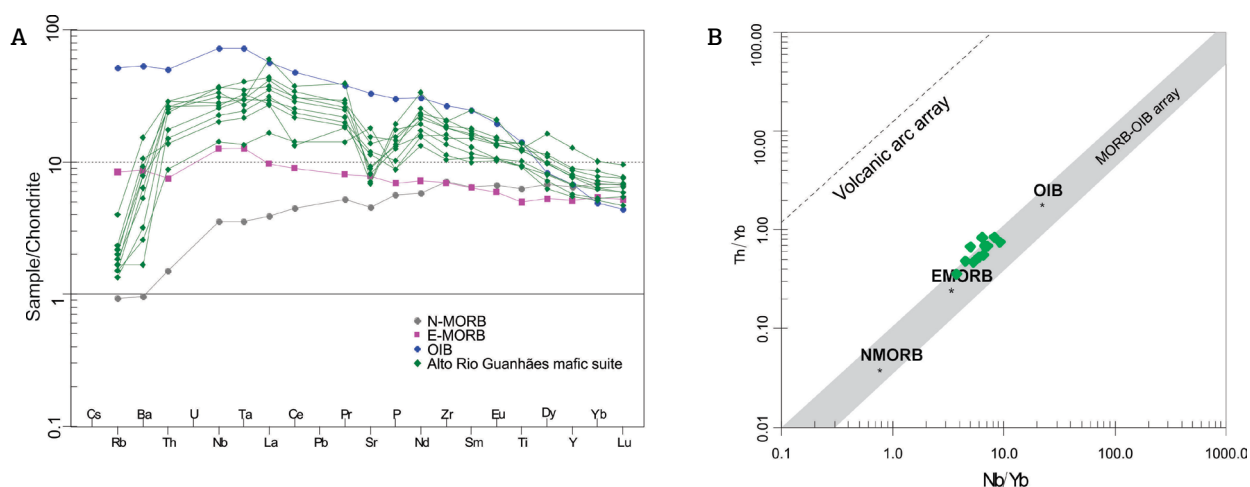 A
Sample/Chondrite
100
10
1
0.1
N-MORB
E-MORB
OIB
Alto Rio Guanhães mafic suite
Cs Ba U Ta Ce Pr P Zr Eu Dy Yb
Rb Th Nb La Pb Sr Nd Sm Ti Y Lu
B
Th/Yb
100.00
10.00
1.00
0.10
0.01
Volcanic arc array
MORB-OIB array
OIB
*
EMORB
*
NMORB
*
0.1 1.0 10.0 100.0 1000.0
Nb/Yb